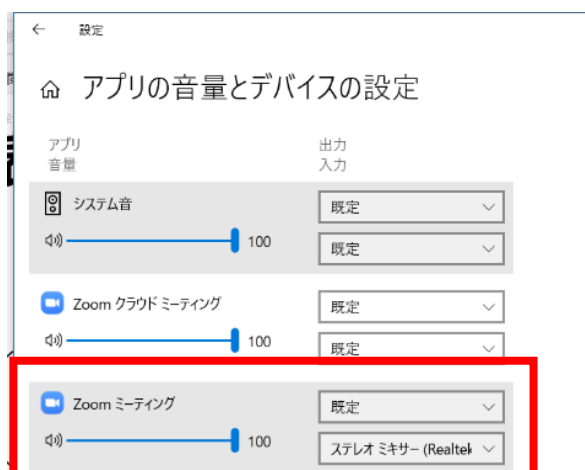 ← 設定
アプリの音量とデバイスの設定
アプリ 出力
音量 入力
システム音 既定
100 既定
Zoom クラウド ミーティング 既定
100 既定
Zoom ミーティング 既定
100 ステレオ ミキサー (Realtek